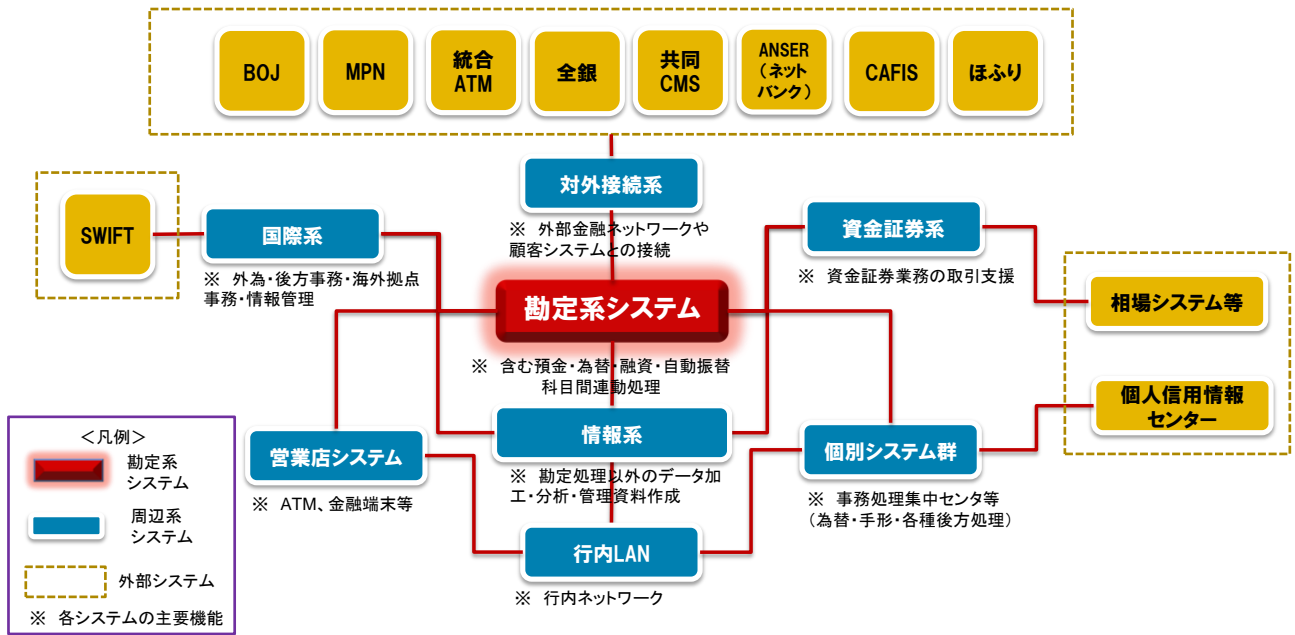 BOJ
MPN
統合
ATM
全銀
共同
CMS
ANSER
(ネット
バンク)
CAFIS
ほふり
SWIFT
国際系
※ 外為・後方事務・海外拠点
事務・情報管理
対外接続系
※ 外部金融ネットワークや
顧客システムとの接続
資金証券系
※ 資金証券業務の取引支援
勘定系システム
※ 含む預金・為替・融資・自動振替
科目間連動処理
相場システム等
個人信用情報
センター
営業店システム
※ ATM、金融端末等
情報系
※ 勘定処理以外のデータ加
工・分析・管理資料作成
個別システム群
※ 事務処理集中センタ等
(為替・手形・各種後方処理)
行内LAN
※ 行内ネットワーク
<凡例>
勘定系
システム
周辺系
システム
外部システム
※ 各システムの主要機能